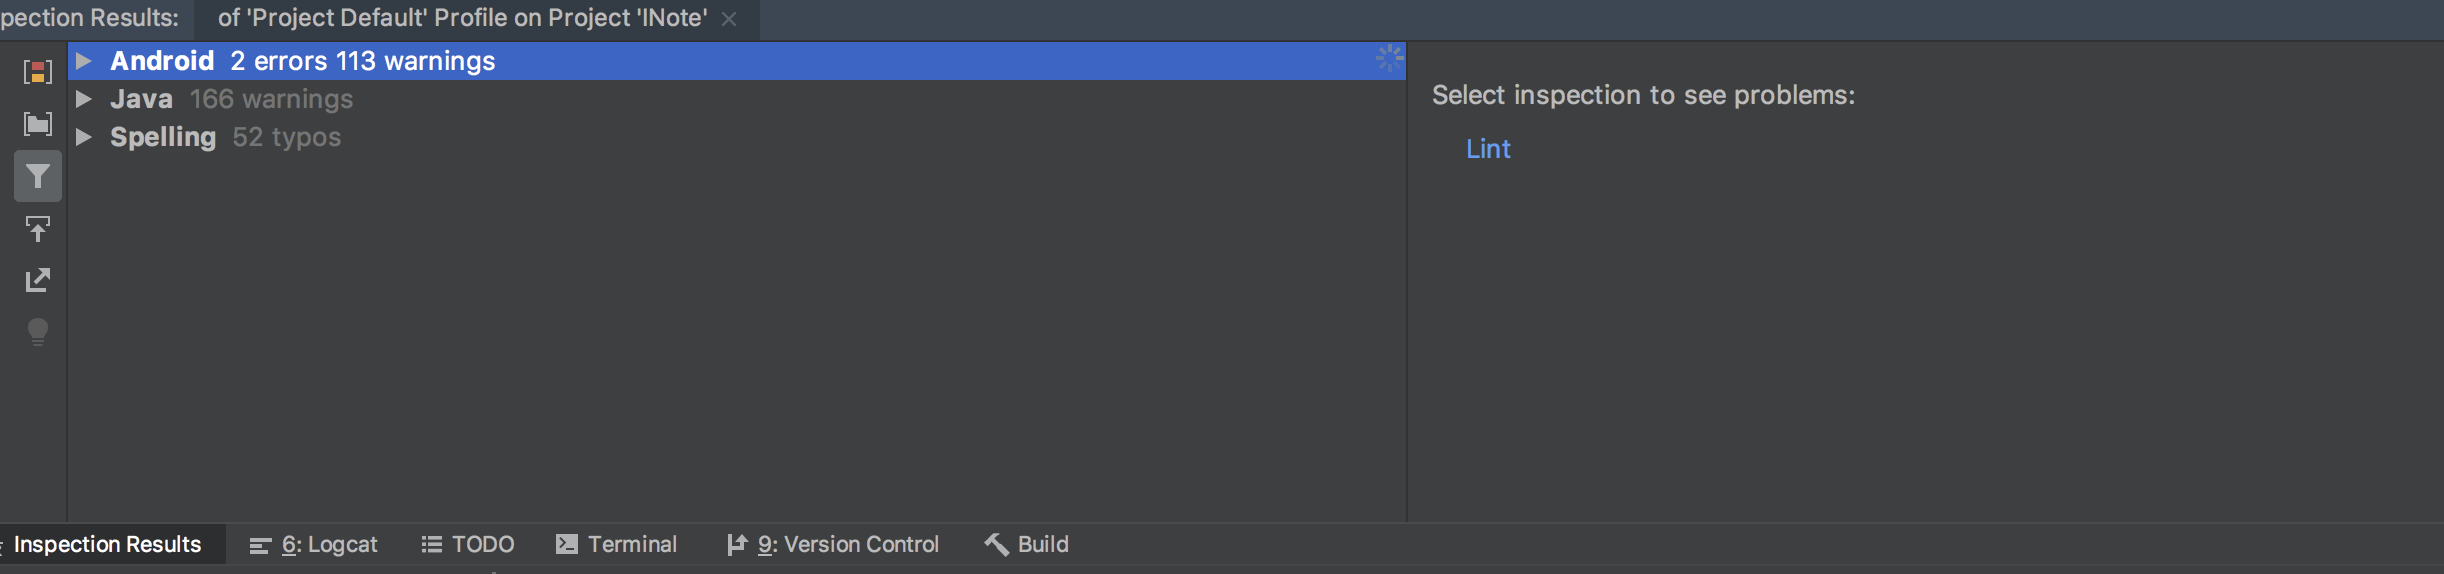 pection Results: of 'Project Default' Profile on Project 'INote'
Android 2 errors 113 warnings
Java 166 warnings
Spelling 52 typos
Select inspection to see problems:
Lint
Inspection Results 6: Logcat TODO Terminal 9: Version Control Build